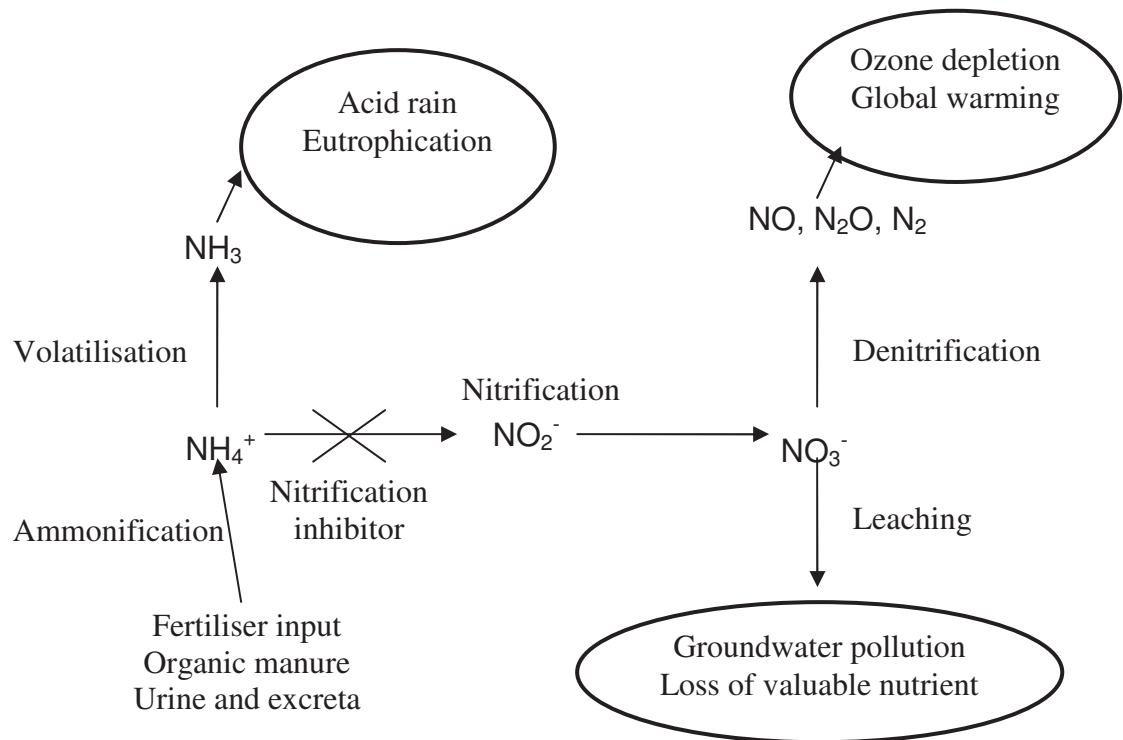 Acid rain
Eutrophication
Ozone depletion
Global warming
NH₃
NO, N₂O, N₂
Volatilisation
Denitrification
Nitrification
NH₄⁺
NO₂⁻
NO₃⁻
Nitrification
inhibitor
Ammonification
Leaching
Fertiliser input
Organic manure
Urine and excreta
Groundwater pollution
Loss of valuable nutrient